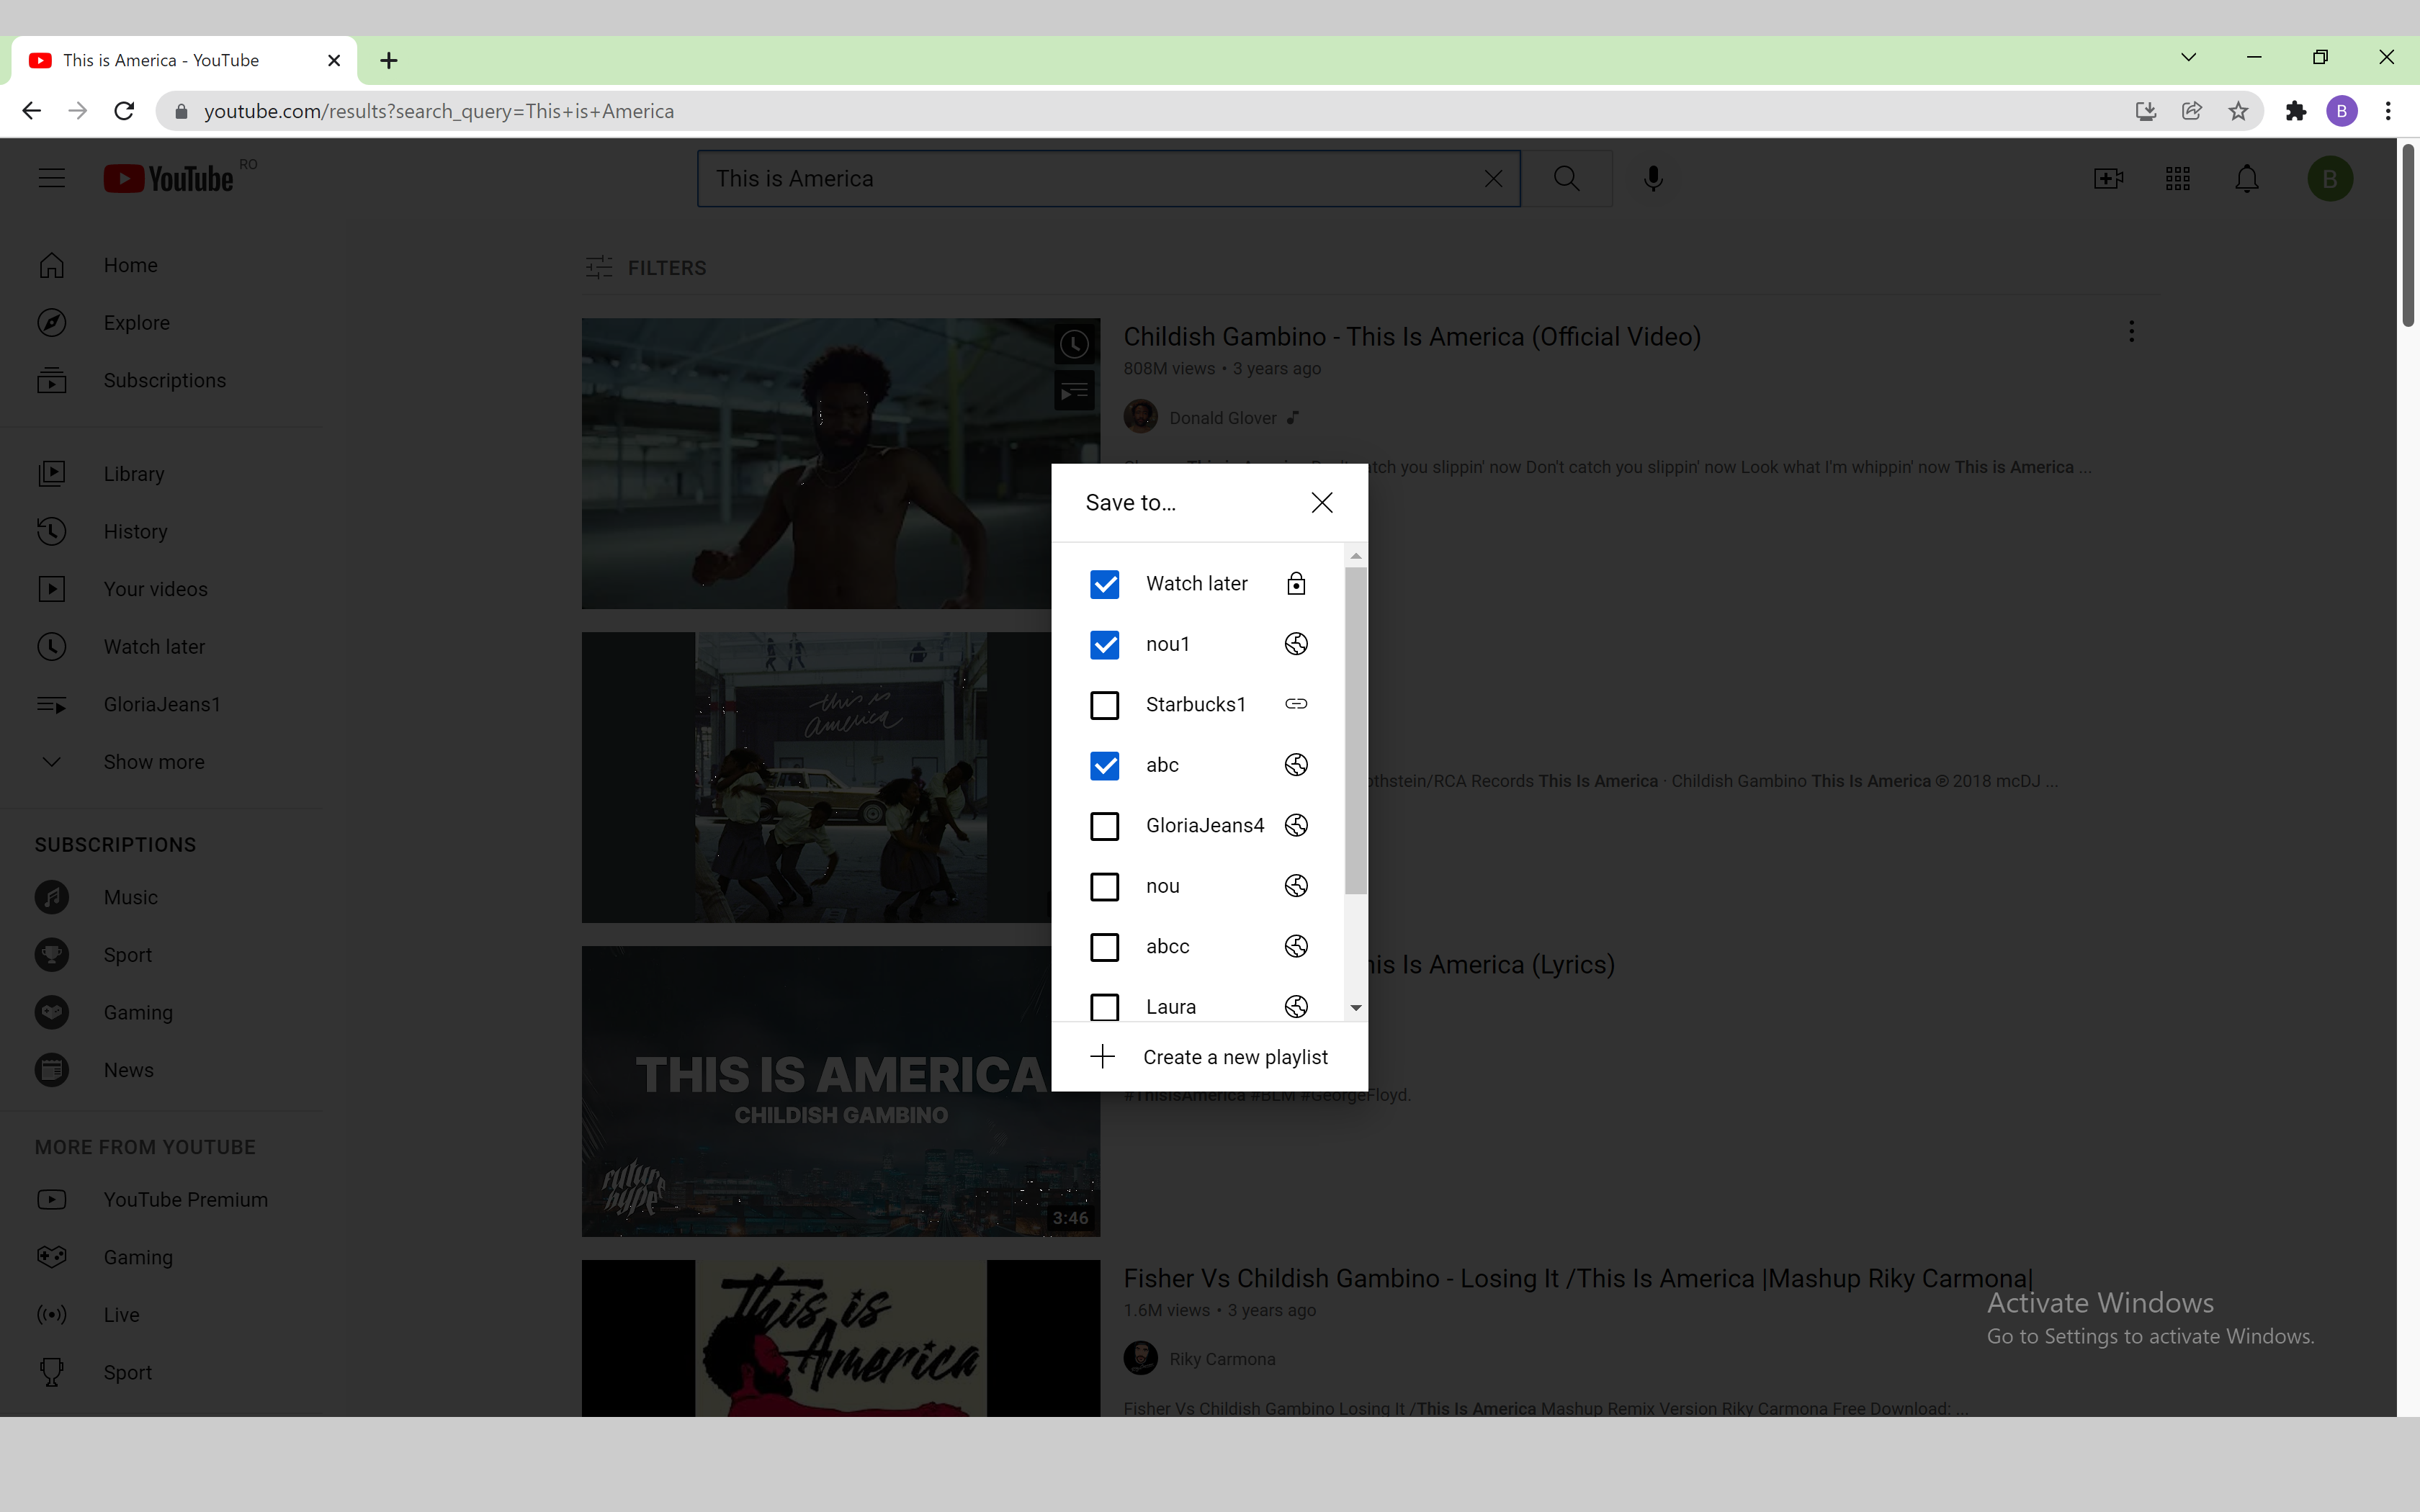 This is America - YouTube
youtube.com/results?search_query=This+is+America
B
YouTube RO
This is America
B
Home
Explore
Subscriptions
Library
History
Your videos
Watch later
GloriaJeans1
Show more
SUBSCRIPTIONS
Music
Sport
Gaming
News
MORE FROM YOUTUBE
YouTube Premium
Gaming
Live
Sport
FILTERS
Childish Gambino - This Is America (Official Video)
808M views • 3 years ago
Donald Glover
you slippin' now Don't catch you slippin' now Look what I'm whippin' now This is America ...
this is
america
Records This Is America · Childish Gambino This Is America ® 2018 mcDJ ...
THIS IS AMERICA
CHILDISH GAMBINO
future
hype
3:46
Is America (Lyrics)
#ThisIsAmerica #BLM #GeorgeFloyd.
This is
America
Fisher Vs Childish Gambino - Losing It /This Is America |Mashup Riky Carmona|
1.6M views • 3 years ago
Riky Carmona
Fisher Vs Childish Gambino Losing It /This Is America Mashup Remix Version Riky Carmona Free Download: ...
Save to...
Watch later
nou1
Starbucks1
abc
GloriaJeans4
nou
abcc
Laura
Create a new playlist
Activate Windows
Go to Settings to activate Windows.